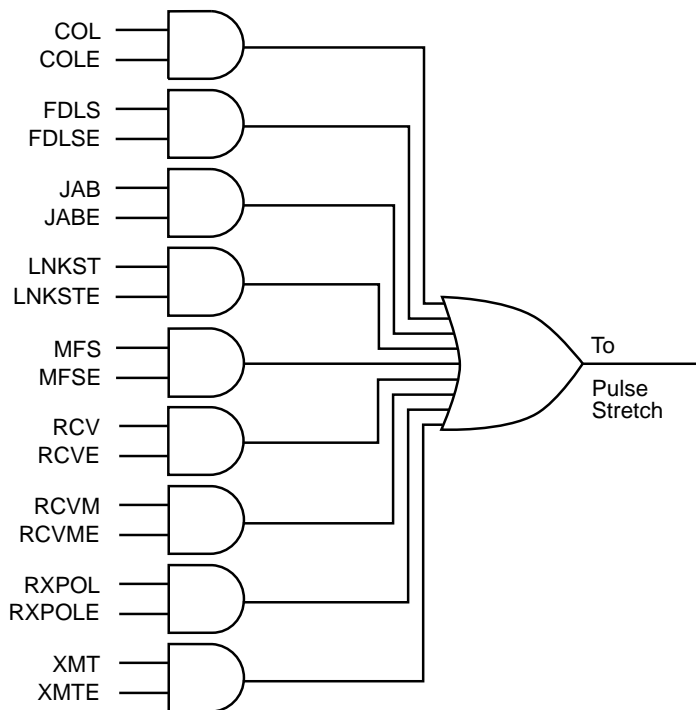 COL
COLE
FDLS
FDLSE
JAB
JABE
LNKST
LNKSTE
MFS
MFSE
RCV
RCVE
RCVM
RCVME
RXPOL
RXPOLE
XMT
XMTE
To
Pulse
Stretch